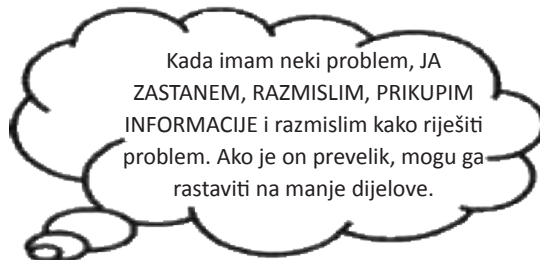 Kada imam neki problem, JA
ZASTANEM, RAZMISLIM, PRIKUPIM
INFORMACIJE i razmislim kako riješiti
problem. Ako je on prevelik, mogu ga
rastaviti na manje dijelove.